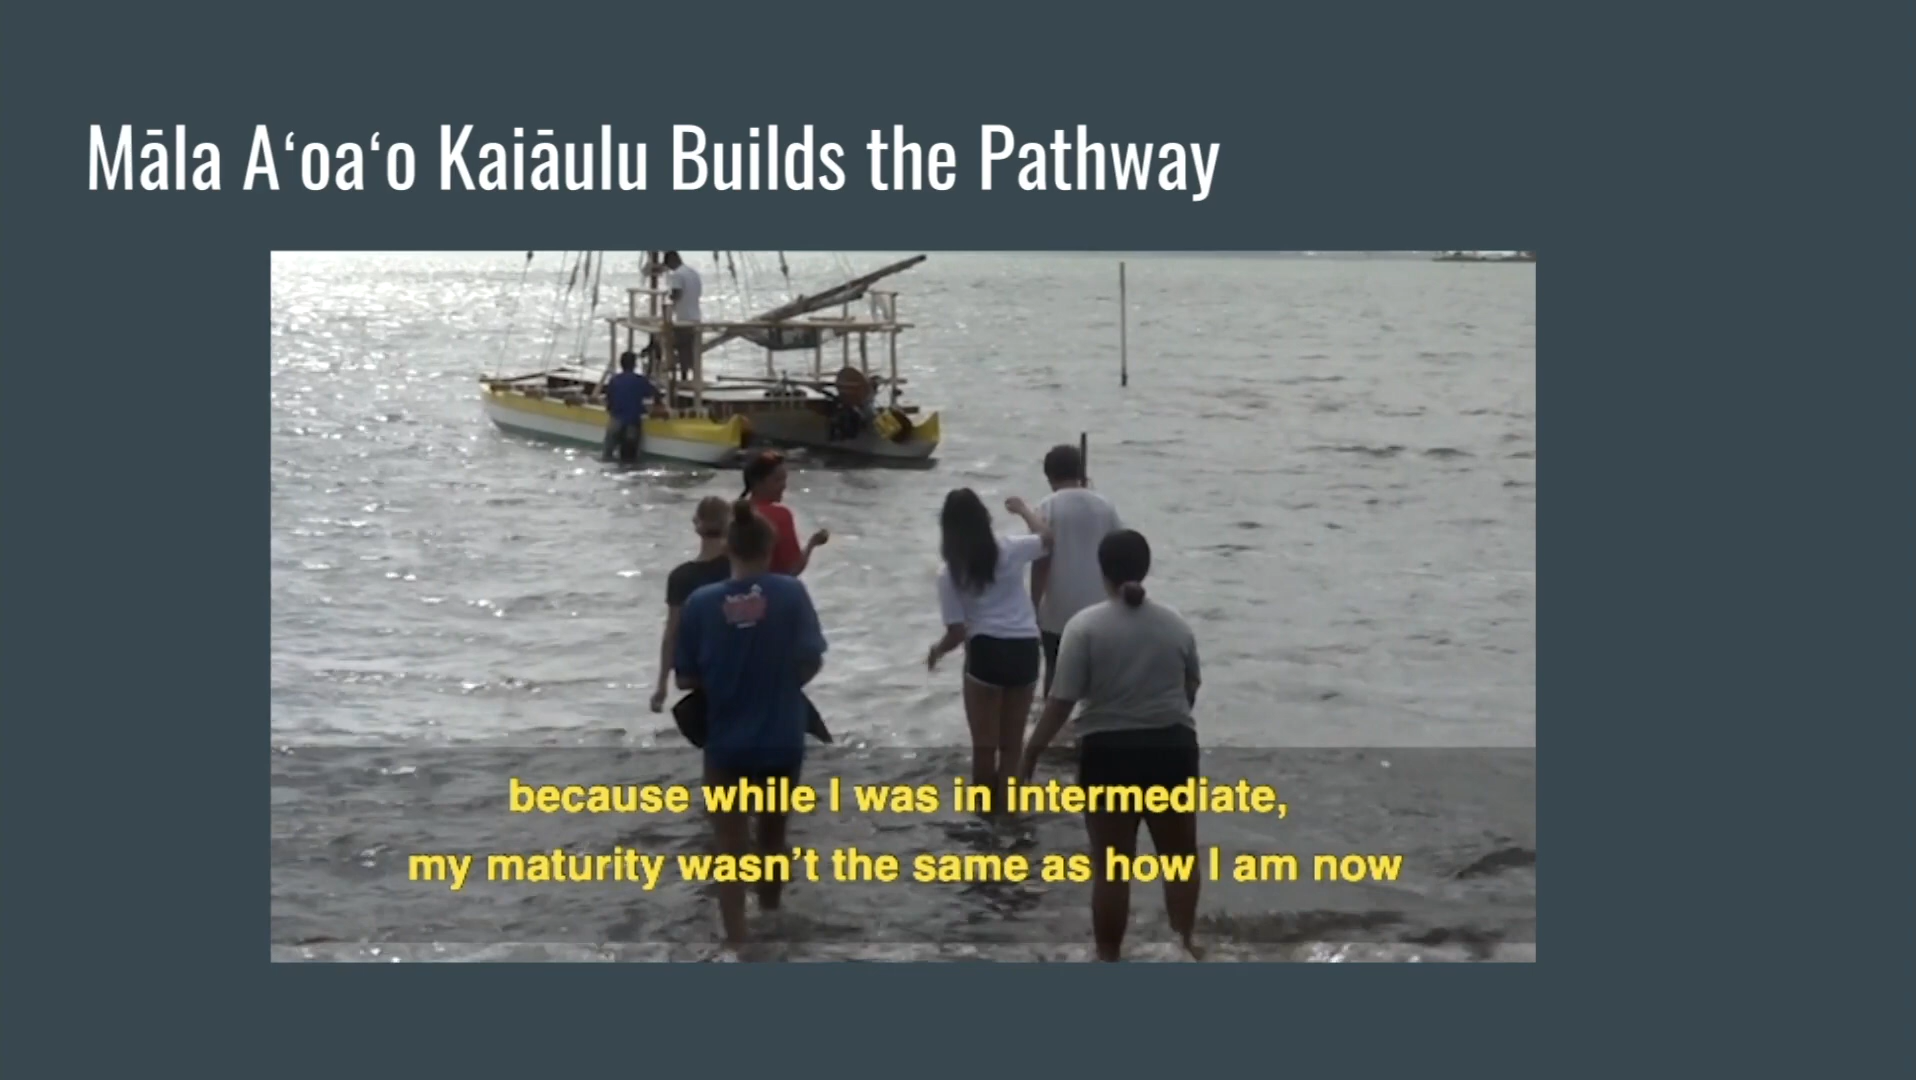 Māla Aʻoaʻo Kaiāulu Builds the Pathway
because while I was in intermediate,
my maturity wasn’t the same as how I am now